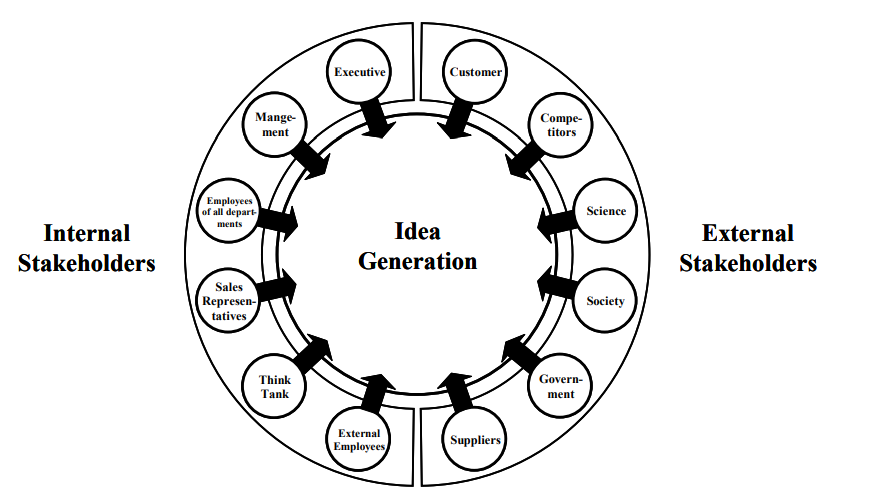 Executive
Customer
Mange-
ment
Compe-
titors
Employees
of all depart-
ments
Science
Internal
Stakeholders
Idea
Generation
External
Stakeholders
Sales
Represen-
tatives
Society
Think
Tank
Govern-
ment
External
Employees
Suppliers